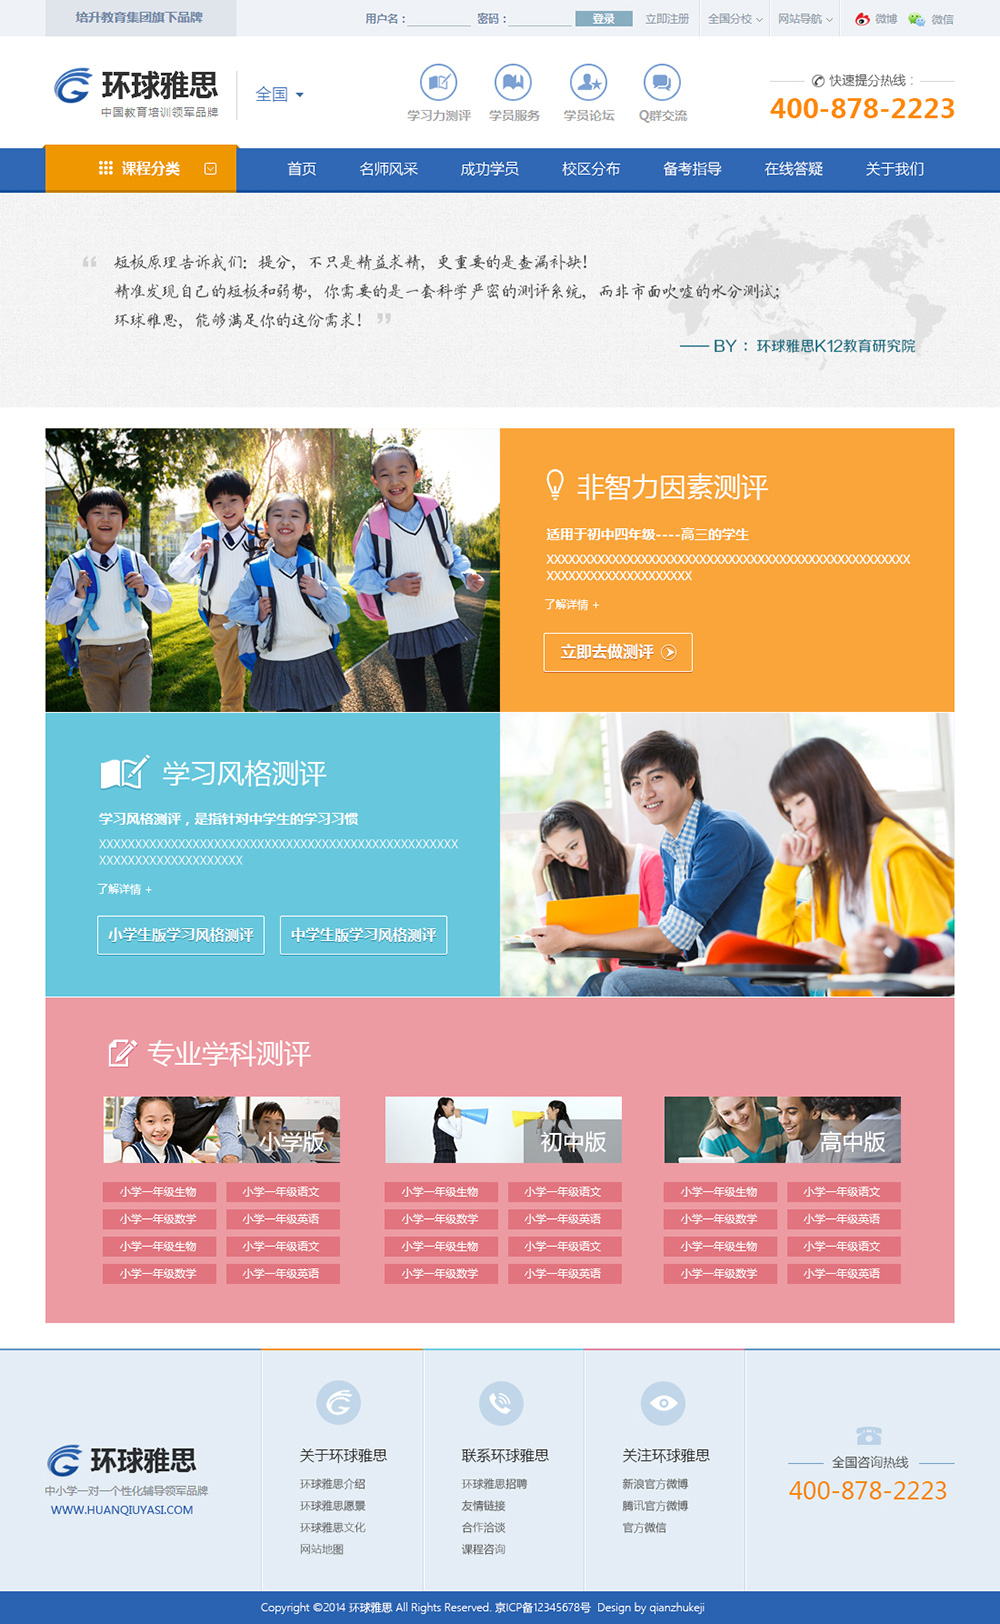 培升教育集团旗下品牌
用户名： 密码： 登录 立即注册 全国分校 网站导航 微博 微信
环球雅思
中国教育培训领军品牌
全国
学习力测评 学员服务 学员论坛 Q群交流
快速提分热线：
400-878-2223
课程分类 首页 名师风采 成功学员 校区分布 备考指导 在线答疑 关于我们
“ 短板原理告诉我们：提分，不只是精益求精，更重要的是查漏补缺！
精准发现自己的短板和弱势，你需要的是一套科学严密的测评系统，而非市面吹嘘的水分测试；
环球雅思，能够满足你的这份需求！ ”
—— BY ：环球雅思K12教育研究院
非智力因素测评
适用于初中四年级----高三的学生
XXXXXXXXXXXXXXXXXXXXXXXXXXXXXXXXXXXXXXXXXXXXXXXXXX
XXXXXXXXXXXXXXXXXXXX
了解详情 +
立即去做测评
学习风格测评
学习风格测评，是指针对中学生的学习习惯
XXXXXXXXXXXXXXXXXXXXXXXXXXXXXXXXXXXXXXXXXXXXXXXXXX
XXXXXXXXXXXXXXXXXXXX
了解详情 +
小学生版学习风格测评 中学生版学习风格测评
专业学科测评
小学版 初中版 高中版
小学一年级生物 小学一年级语文 小学一年级生物 小学一年级语文 小学一年级生物 小学一年级语文
小学一年级数学 小学一年级英语 小学一年级数学 小学一年级英语 小学一年级数学 小学一年级英语
小学一年级生物 小学一年级语文 小学一年级生物 小学一年级语文 小学一年级生物 小学一年级语文
小学一年级数学 小学一年级英语 小学一年级数学 小学一年级英语 小学一年级数学 小学一年级英语
环球雅思
中小学一对一个性化辅导领军品牌
WWW.HUANQIUYASI.COM
关于环球雅思
环球雅思介绍
环球雅思愿景
环球雅思文化
网站地图
联系环球雅思
环球雅思招聘
友情链接
合作洽谈
课程咨询
关注环球雅思
新浪官方微博
腾讯官方微博
官方微信
全国咨询热线
400-878-2223
Copyright ©2014 环球雅思 All Rights Reserved. 京ICP备12345678号 Design by qianzhukeji